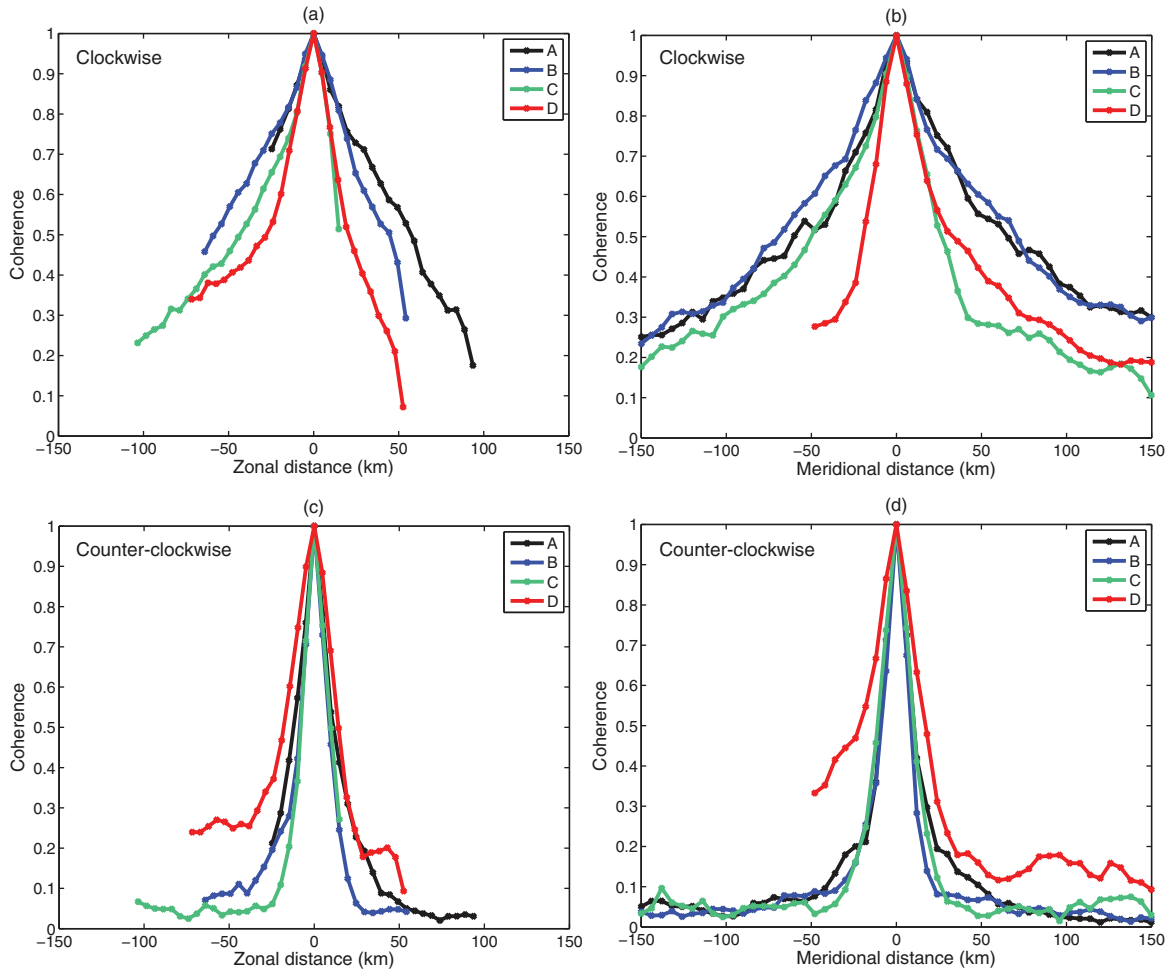 (a)
Clockwise
A
B
C
D
1
0.9
0.8
0.7
0.6
0.5
0.4
0.3
0.2
0.1
0
−150
−100
−50
0
50
100
150
Coherence
Zonal distance (km)
(b)
Clockwise
A
B
C
D
1
0.9
0.8
0.7
0.6
0.5
0.4
0.3
0.2
0.1
0
−150
−100
−50
0
50
100
150
Coherence
Meridional distance (km)
(c)
Counter-clockwise
A
B
C
D
1
0.9
0.8
0.7
0.6
0.5
0.4
0.3
0.2
0.1
0
−150
−100
−50
0
50
100
150
Coherence
Zonal distance (km)
(d)
Counter-clockwise
A
B
C
D
1
0.9
0.8
0.7
0.6
0.5
0.4
0.3
0.2
0.1
0
−150
−100
−50
0
50
100
150
Coherence
Meridional distance (km)